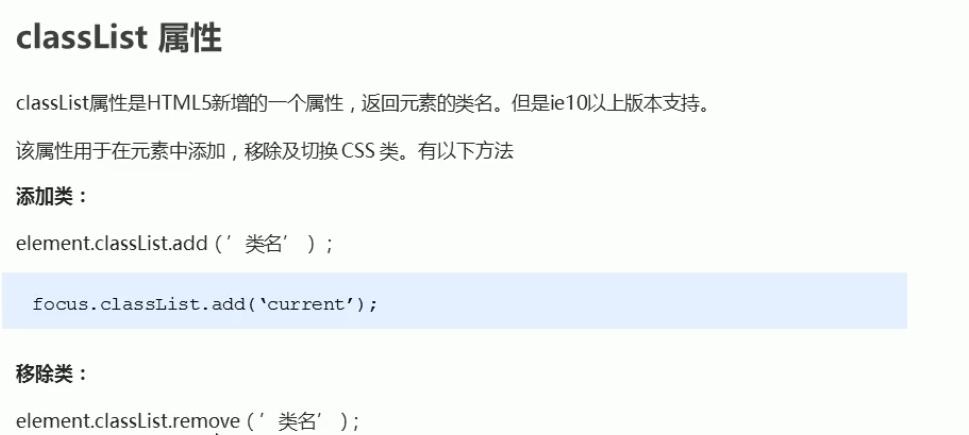 classList 属性
classList属性是HTML5新增的一个属性，返回元素的类名。但是ie10以上版本支持。
该属性用于在元素中添加，移除及切换 CSS 类。有以下方法
添加类：
element.classList.add（’类名’）;
focus.classList.add(‘current’);
移除类：
element.classList.remove（’类名’）;